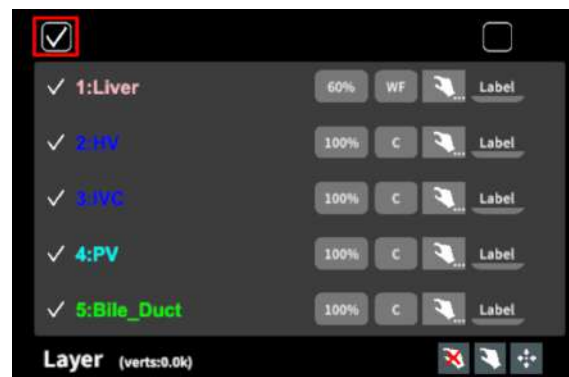 1:Liver 60% WF Label
2:HV 100% C Label
3:IVC 100% C Label
4:PV 100% C Label
5:Bile_Duct 100% C Label
Layer (verts:0.0k)